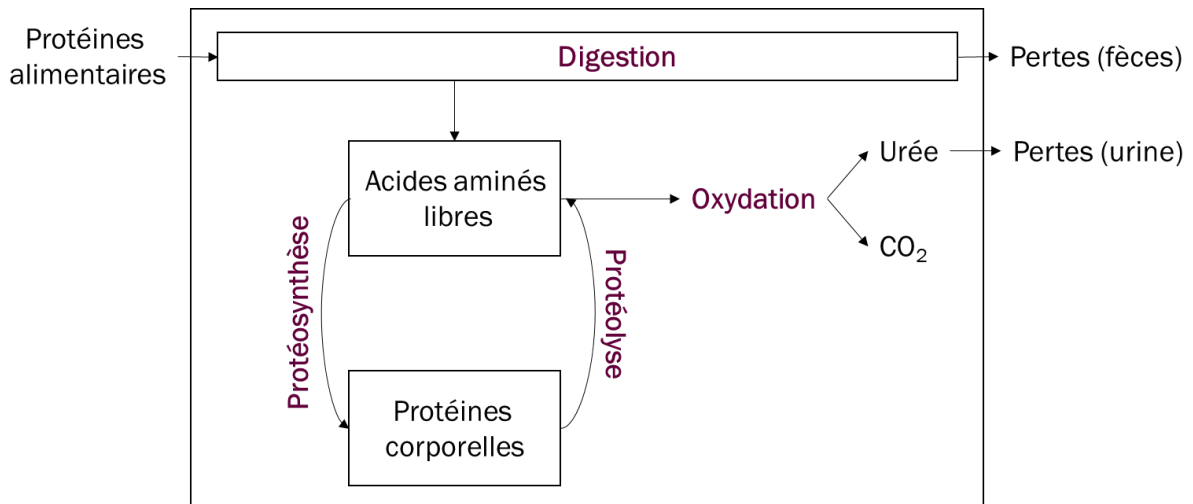 Protéines
alimentaires
Digestion
Pertes (fèces)
Acides aminés
libres
Oxydation
Urée
Pertes (urine)
CO₂
Protéosynthèse
Protéolyse
Protéines
corporelles